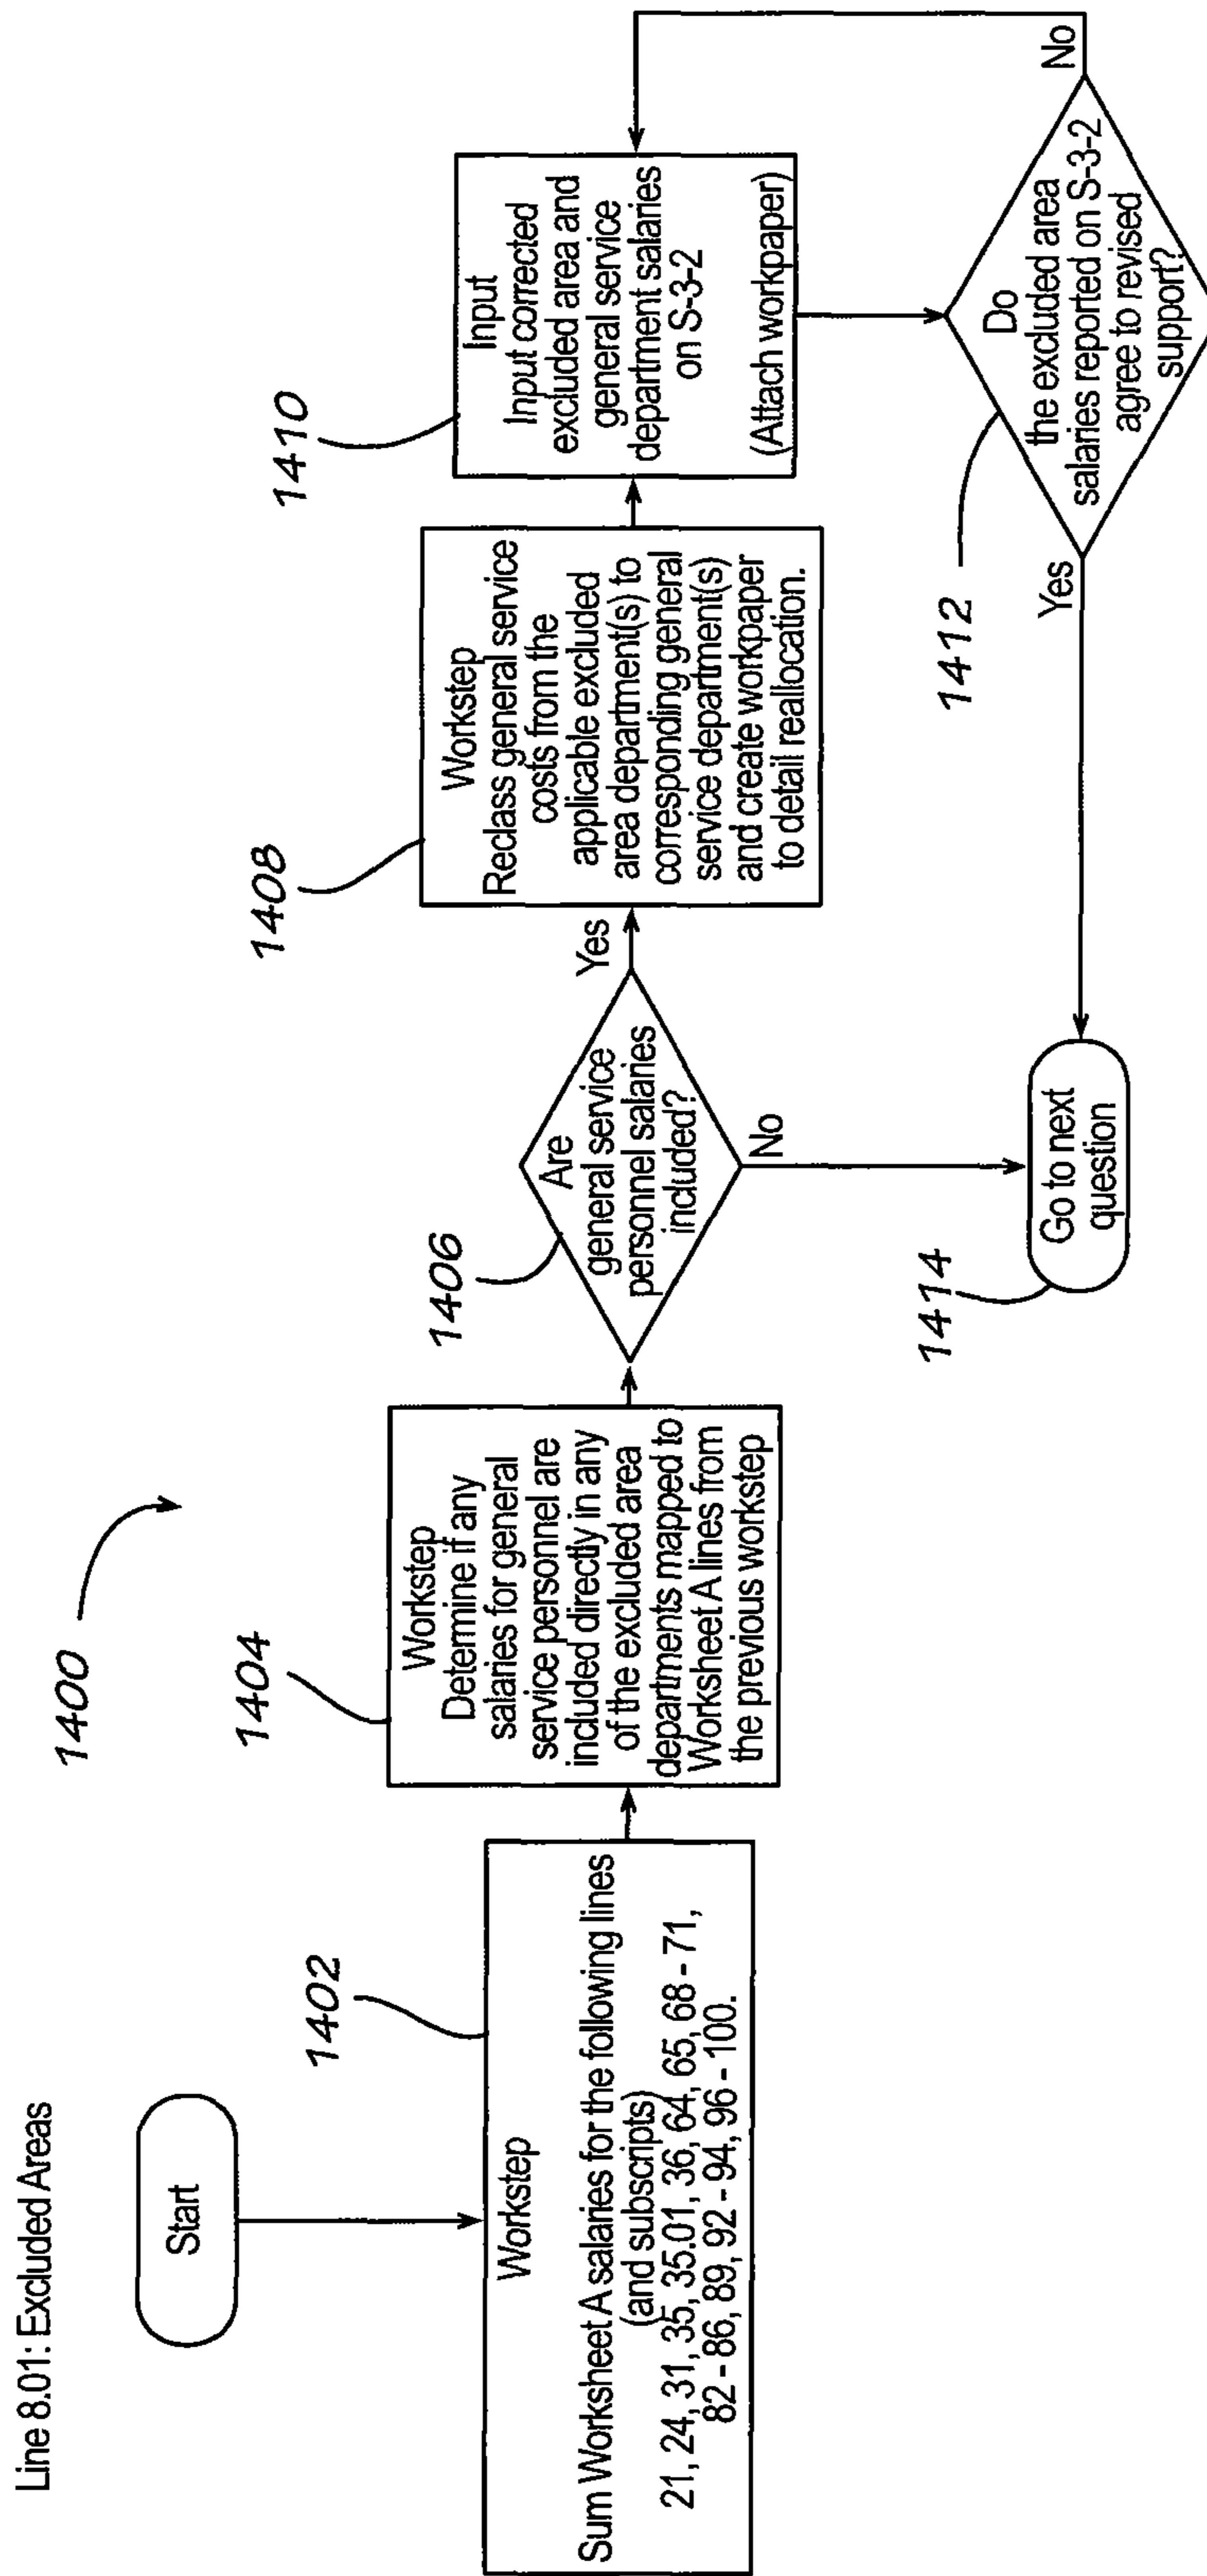 Line 8.01: Excluded Areas
1400
Start
1402
Workstep
Sum Worksheet A salaries for the following lines
(and subscripts)
21, 24, 31, 35, 35.01, 36, 64, 65, 68 - 71,
82 - 86, 89, 92 - 94, 96 - 100.
1404
Workstep
Determine if any
salaries for general
service personnel are
included directly in any
of the excluded area
departments mapped to
Worksheet A lines from
the previous workstep
1406
Are
general service
personnel salaries
included?
Yes
No
1408
Workstep
Reclass general service
costs from the
applicable excluded
area department(s) to
corresponding general
service department(s)
and create workpaper
to detail reallocation.
1410
Input
Input corrected
excluded area and
general service
department salaries
on S-3-2
(Attach workpaper)
1412
Do
the excluded area
salaries reported on S-3-2
agree to revised
support?
Yes
No
1414
Go to next
question